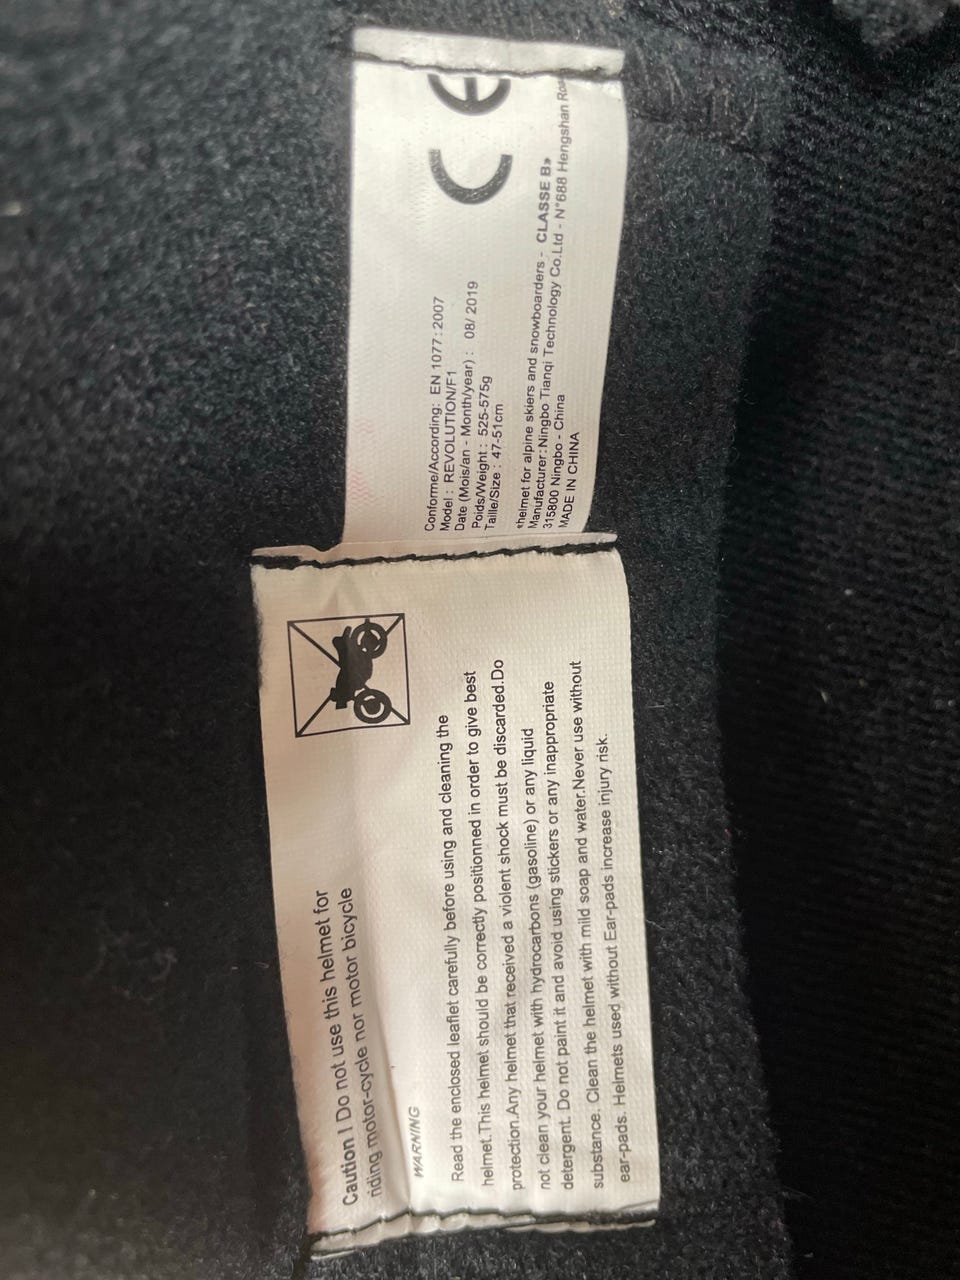 CE
Conforme/According: EN 1077:2007
Model : REVOLUTION/F1
Date (Mois/an - Month/year) : 08/ 2019
Poids/Weight : 525-575g
Taille/Size : 47-51cm
«helmet for alpine skiers and snowboarders - CLASSE B»
Manufacturer:Ningbo Tianqi Technology Co.Ltd - N°688 Hengshan
315800 Ningbo - China
MADE IN CHINA
Caution ! Do not use this helmet for
riding motor-cycle nor motor bicycle
WARNING
Read the enclosed leaflet carefully before using and cleaning the
helmet.This helmet should be correctly positionned in order to give best
protection.Any helmet that received a violent shock must be discarded.Do
not clean your helmet with hydrocarbons (gasoline) or any liquid
detergent. Do not paint it and avoid using stickers or any inappropriate
substance. Clean the helmet with mild soap and water.Never use without
ear-pads. Helmets used without Ear-pads increase injury risk.